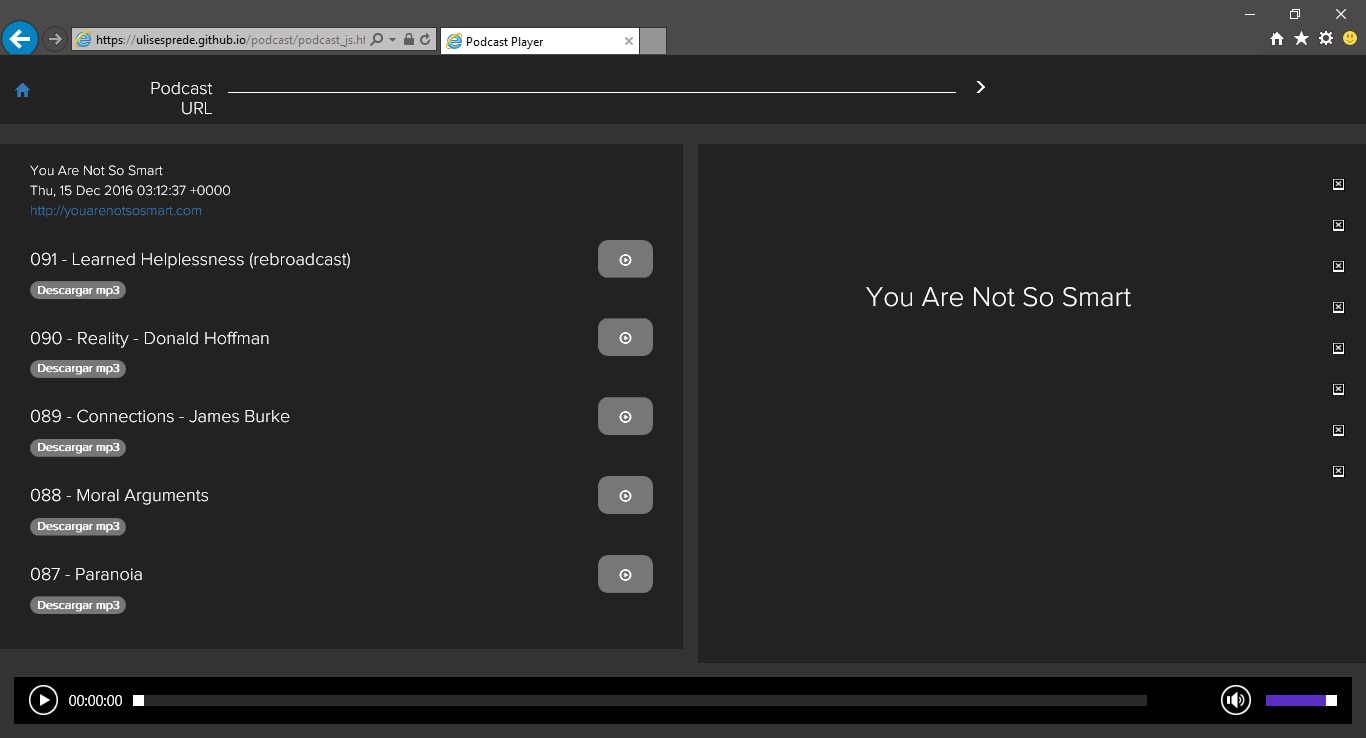 https://ulisesprede.github.io/podcast/podcast_js.ht
Podcast Player
Podcast
URL
You Are Not So Smart
Thu, 15 Dec 2016 03:12:37 +0000
http://youarenotsosmart.com
091 - Learned Helplessness (rebroadcast)
Descargar mp3
090 - Reality - Donald Hoffman
Descargar mp3
089 - Connections - James Burke
Descargar mp3
088 - Moral Arguments
Descargar mp3
087 - Paranoia
Descargar mp3
You Are Not So Smart
00:00:00